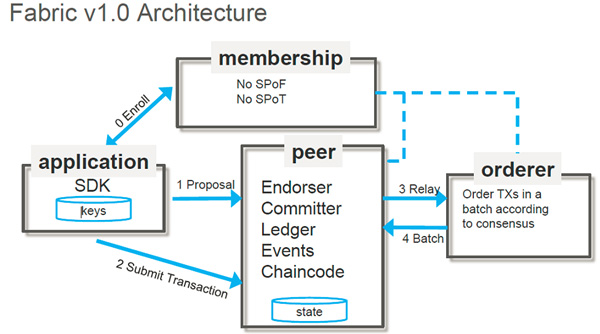 Fabric v1.0 Architecture
membership
No SPoF
No SPoT
0 Enroll
application
SDK
keys
1 Proposal
2 Submit Transaction
peer
Endorser
Committer
Ledger
Events
Chaincode
state
3 Relay
4 Batch
orderer
Order TXs in a
batch according
to consensus